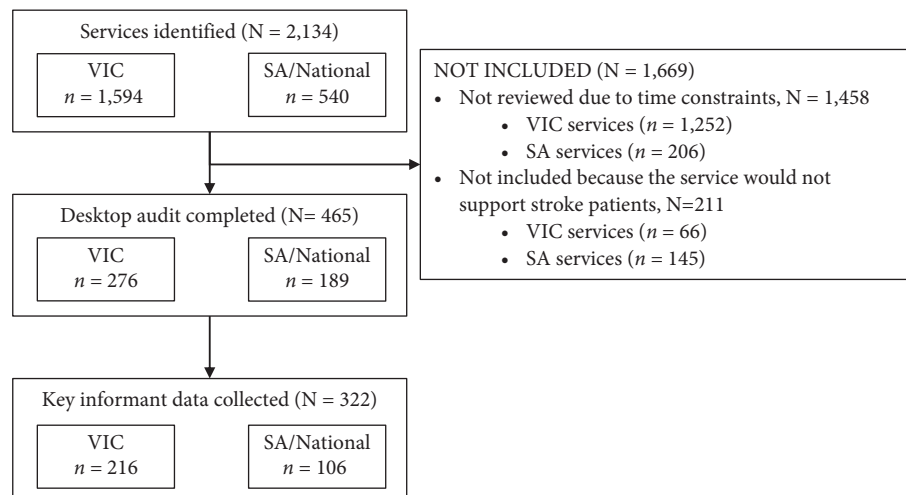 Services identified (N = 2,134)
VIC
n = 1,594
SA/National
n = 540
NOT INCLUDED (N = 1,669)
• Not reviewed due to time constraints, N = 1,458
• VIC services (n = 1,252)
• SA services (n = 206)
• Not included because the service would not
support stroke patients, N=211
• VIC services (n = 66)
• SA services (n = 145)
Desktop audit completed (N= 465)
VIC
n = 276
SA/National
n = 189
Key informant data collected (N = 322)
VIC
n = 216
SA/National
n = 106